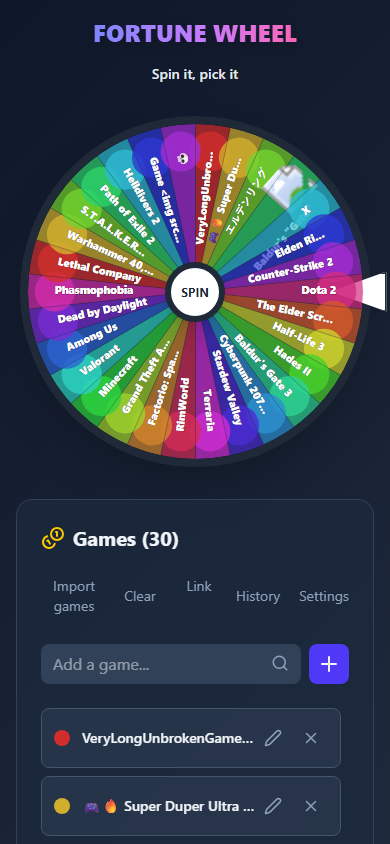 FORTUNE WHEEL
Spin it, pick it
VeryLongUnbro...
🎮🔥 Super Du...
エルデンリング
Baldur's "G
X
Elden Ri...
Counter-Strike 2
Dota 2
The Elder Scr...
Half-Life 3
Hades II
Baldur's Gate 3
Cyberpunk 207...
Stardew Valley
Terraria
RimWorld
Factorio: Spa...
Grand Theft A...
Minecraft
Valorant
Among Us
Dead by Daylight
Phasmophobia
Lethal Company
Warhammer 40,...
S.T.A.L.K.E.R...
Path of Exile 2
Helldivers 2
Game <img src...
💀
SPIN
Games (30)
Import games
Clear
Link
History
Settings
Add a game...
VeryLongUnbrokenGame...
🎮🔥 Super Duper Ultra ...